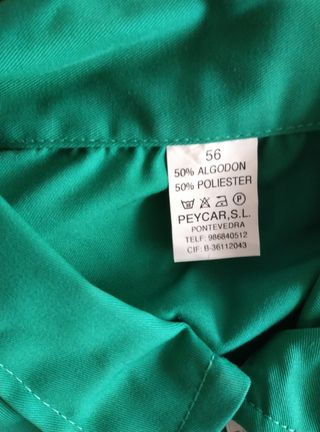 56
50% ALGODON
50% POLIESTER
PEYCAR,S.L.
PONTEVEDRA
TELF: 986840512
CIF: B-36112043